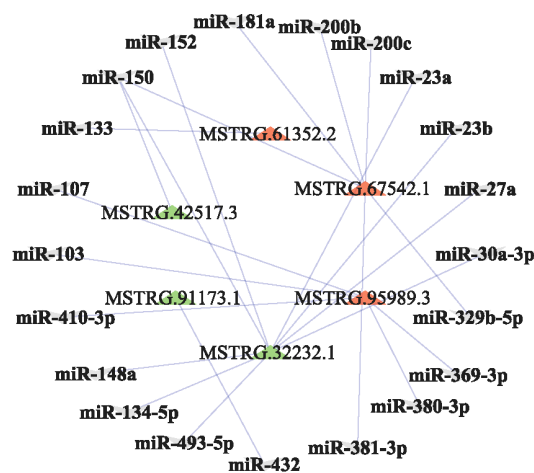 miR-181a
miR-200b
miR-152
miR-200c
miR-150
miR-23a
miR-133
MSTRG.61352.2
miR-23b
miR-107
MSTRG.67542.1
miR-27a
MSTRG.42517.3
miR-103
miR-30a-3p
MSTRG.91173.1
MSTRG.95989.3
miR-410-3p
miR-329b-5p
MSTRG.32232.1
miR-148a
miR-369-3p
miR-134-5p
miR-380-3p
miR-493-5p
miR-381-3p
miR-432